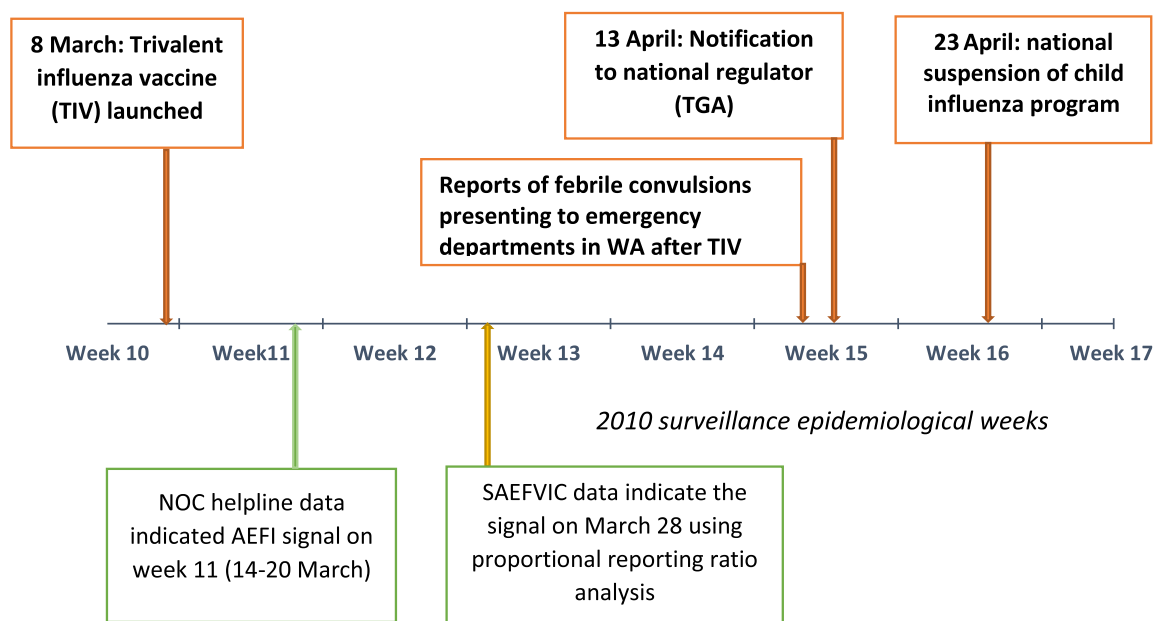 8 March: Trivalent
influenza vaccine
(TIV) launched
13 April: Notification
to national regulator
(TGA)
23 April: national
suspension of child
influenza program
Reports of febrile convulsions
presenting to emergency
departments in WA after TIV
Week 10
Week11
Week 12
Week 13
Week 14
Week 15
Week 16
Week 17
2010 surveillance epidemiological weeks
NOC helpline data
indicated AEFI signal on
week 11 (14-20 March)
SAEFVIC data indicate the
signal on March 28 using
proportional reporting ratio
analysis